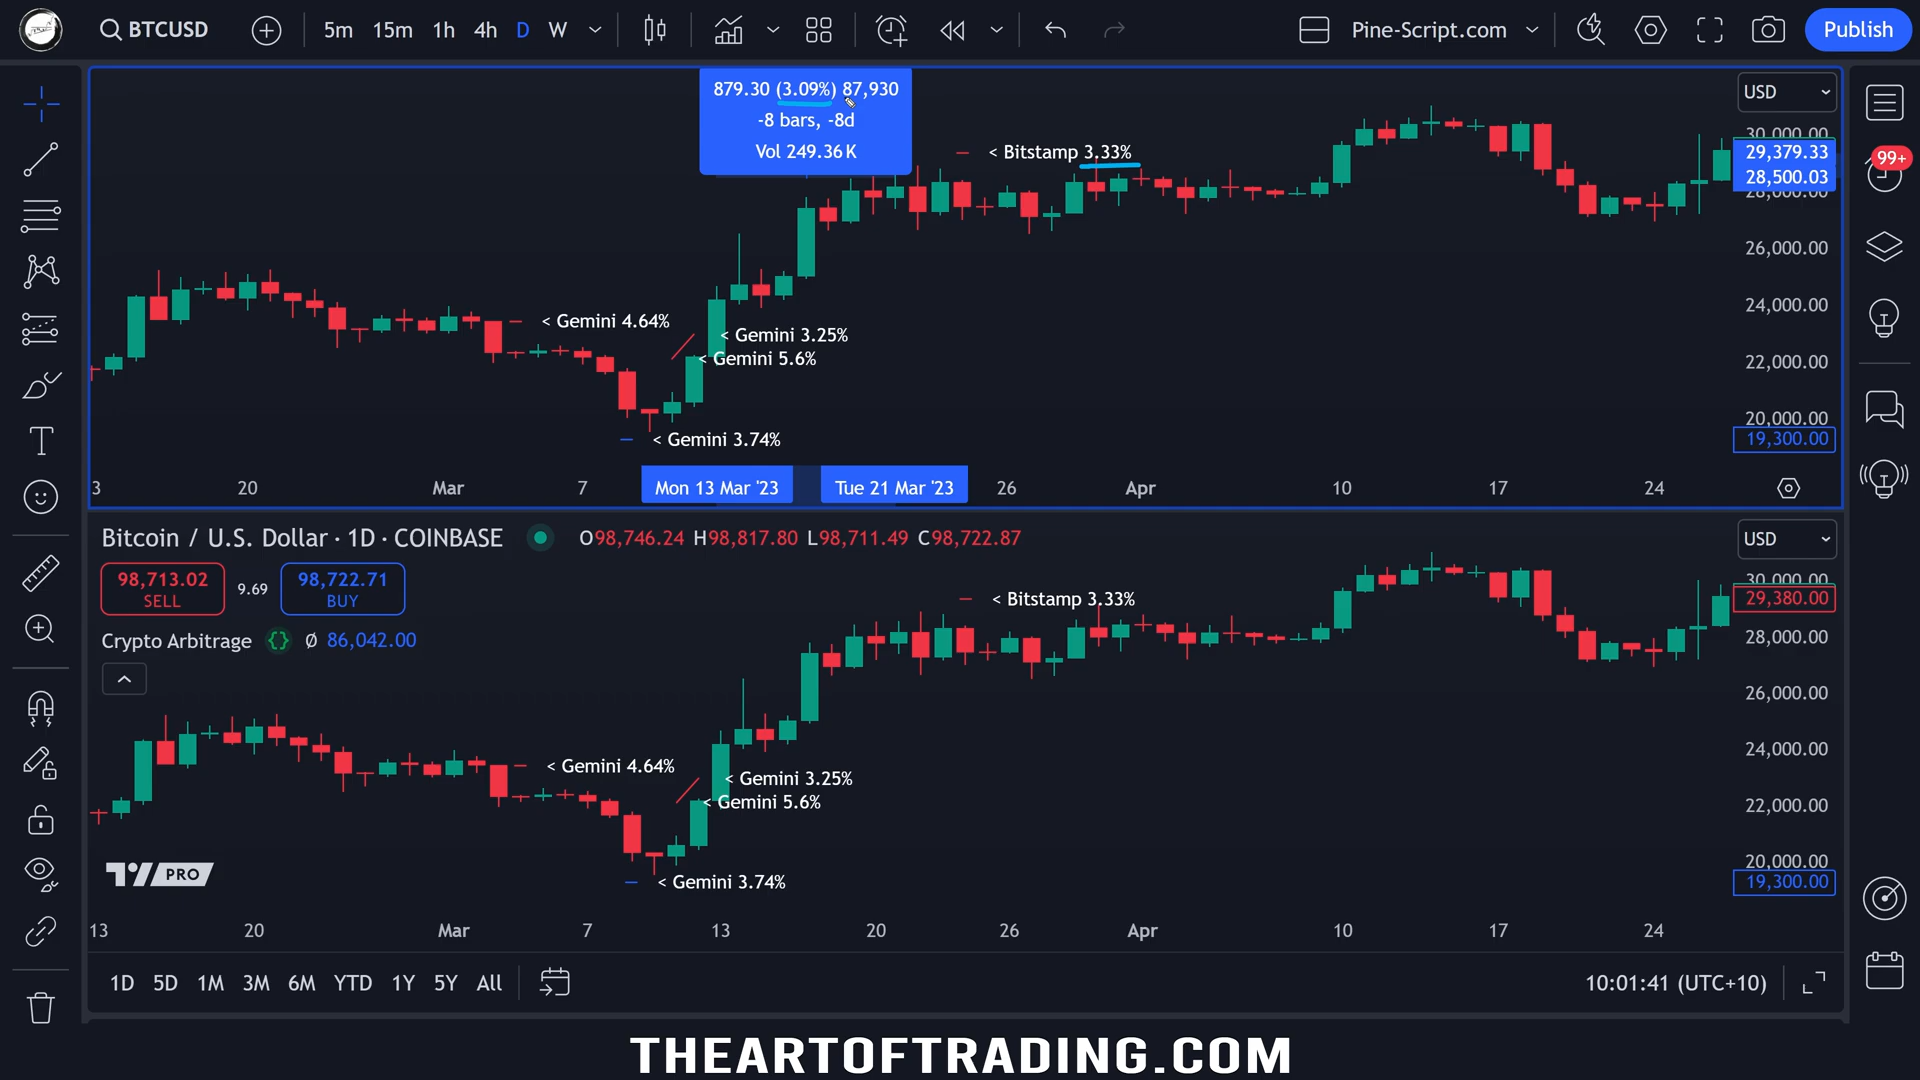 BTCUSD 5m 15m 1h 4h D W Pine-Script.com Publish
879.30 (3.09%) 87,930
-8 bars, -8d
Vol 249.36K
USD
30,000.00
< Bitstamp 3.33%
29,379.33
28,500.03
28,000.00
99+
26,000.00
24,000.00
< Gemini 4.64%
< Gemini 3.25%
< Gemini 5.6%
22,000.00
20,000.00
< Gemini 3.74%
19,300.00
3 20 Mar 7 Mon 13 Mar '23 Tue 21 Mar '23 26 Apr 10 17 24
Bitcoin / U.S. Dollar · 1D · COINBASE O98,746.24 H98,817.80 L98,711.49 C98,722.87
USD
98,713.02
SELL
9.69
98,722.71
BUY
30,000.00
29,380.00
< Bitstamp 3.33%
Crypto Arbitrage {} Ø 86,042.00
28,000.00
26,000.00
24,000.00
< Gemini 4.64%
< Gemini 3.25%
< Gemini 5.6%
22,000.00
20,000.00
TV PRO
< Gemini 3.74%
19,300.00
13 20 Mar 7 13 20 26 Apr 10 17 24
1D 5D 1M 3M 6M YTD 1Y 5Y All 10:01:41 (UTC+10)
THEARTOFTRADING.COM